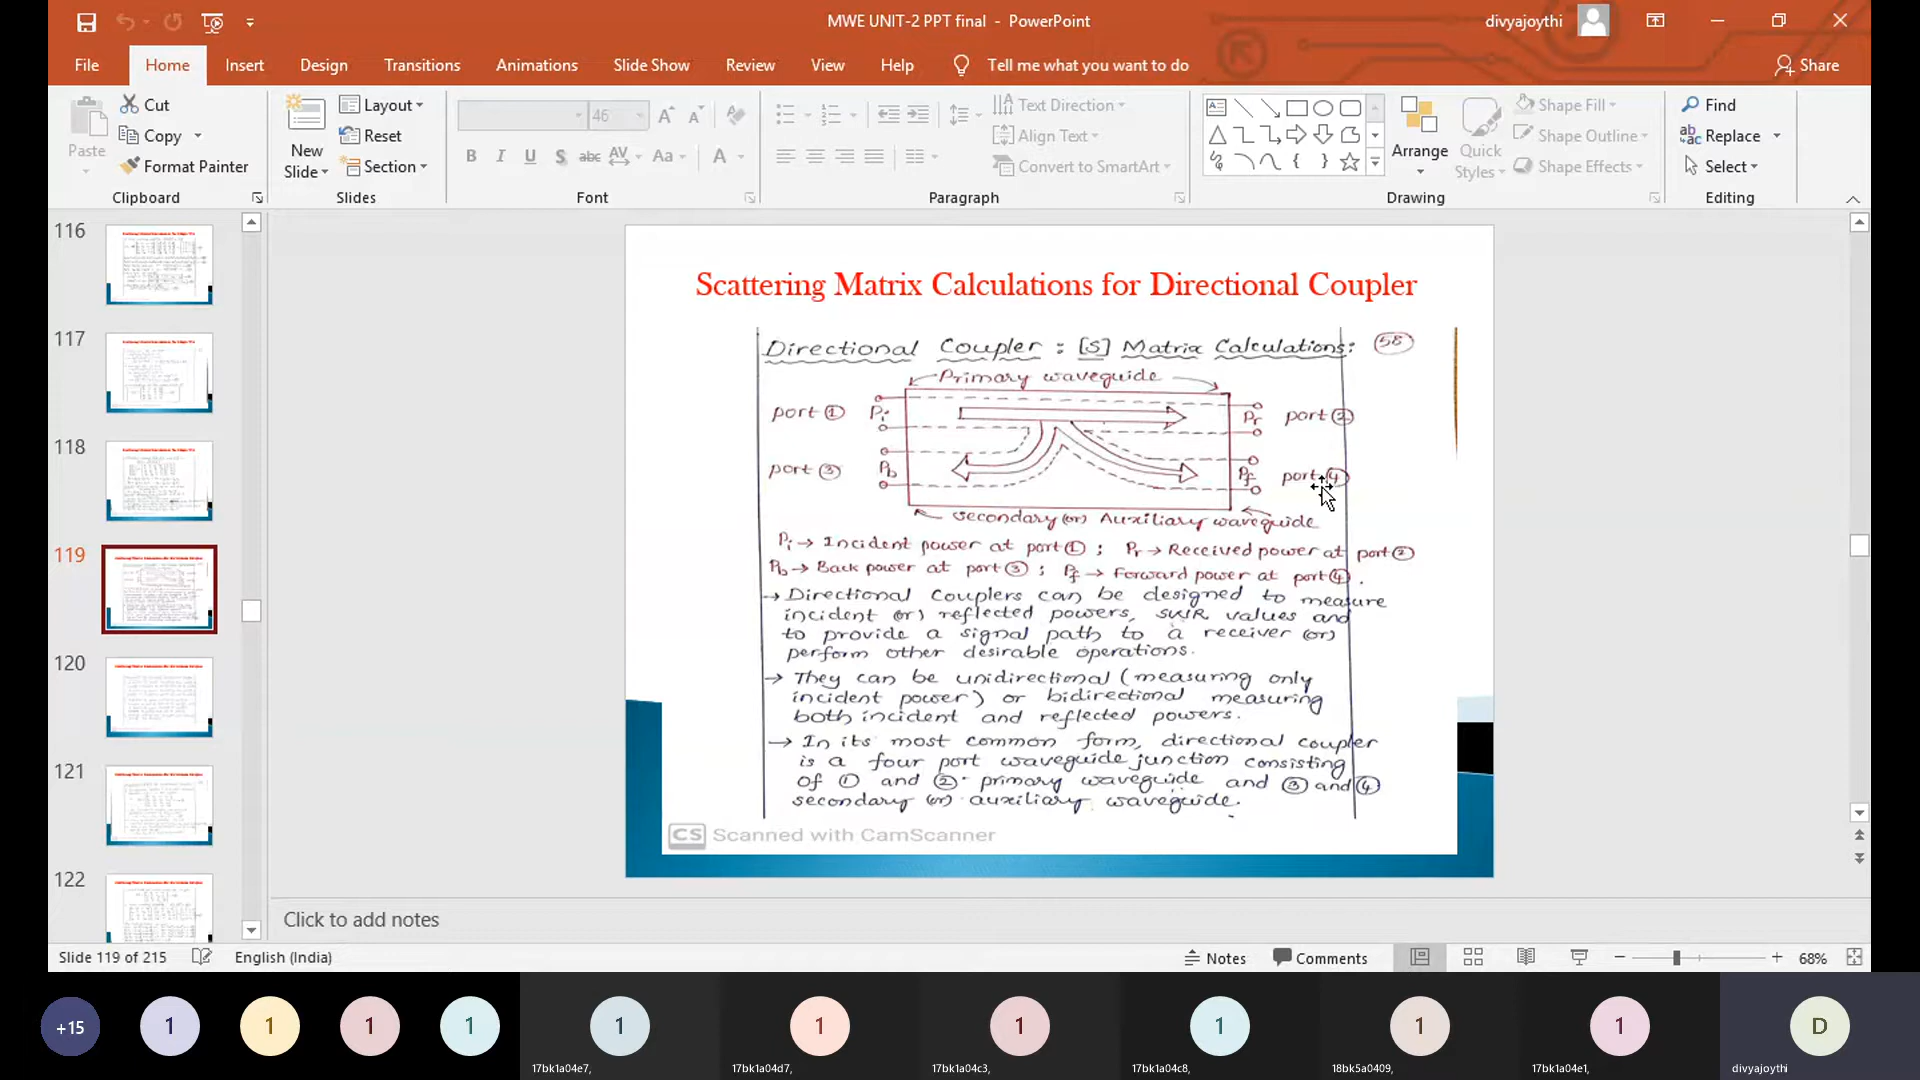 MWE UNIT-2 PPT final - PowerPoint
divyajoythi
File
Home
Insert
Design
Transitions
Animations
Slide Show
Review
View
Help
Tell me what you want to do
Share
Paste
Cut
Copy
Format Painter
Clipboard
New Slide
Layout
Reset
Section
Slides
46
B I U S abc AV Aa A
Font
Text Direction
Align Text
Convert to SmartArt
Paragraph
Arrange
Quick Styles
Shape Fill
Shape Outline
Shape Effects
Drawing
Find
Replace
Select
Editing
116
117
118
119
120
121
122
Scattering Matrix Calculations for Directional Coupler
Directional Coupler : [S] Matrix Calculations: 58
Primary waveguide
port ① Pi Pr port ②
port ③ Pb Pf port ④
secondary (or) Auxiliary waveguide
Pi → Incident power at port ① ; Pr → Received power at port ②
Pb → Back power at port ③ ; Pf → Forward power at port ④ .
→ Directional Couplers can be designed to measure
incident (or) reflected powers, SWR values and
to provide a signal path to a receiver (or)
perform other desirable operations.
→ They can be unidirectional (measuring only
incident power) or bidirectional measuring
both incident and reflected powers.
→ In its most common form, directional coupler
is a four port waveguide junction consisting
of ① and ② primary waveguide and ③ and ④
secondary (or) auxiliary waveguide.
CS Scanned with CamScanner
Click to add notes
Slide 119 of 215
English (India)
Notes
Comments
68%
+15
1
1
1
1
1
1
1
1
1
1
D
17bk1a04e7,
17bk1a04d7,
17bk1a04c3,
17bk1a04c8,
18bk5a0409,
17bk1a04e1,
divyajoythi